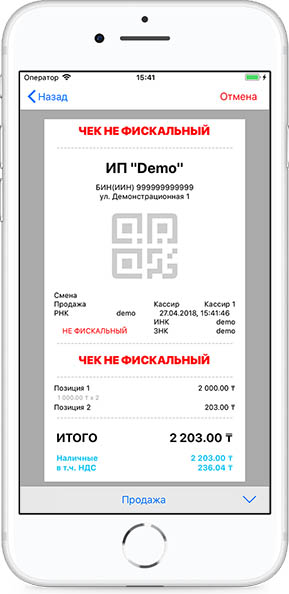 Оператор 15:41
Назад Отмена
ЧЕК НЕ ФИСКАЛЬНЫЙ
ИП "Demo"
БИН(ИИН) 999999999999
ул. Демонстрационная 1
Смена
Продажа Кассир Кассир 1
РНК demo 27.04.2018, 15:41:46
ИНК demo
НЕ ФИСКАЛЬНЫЙ ЗНК demo
ЧЕК НЕ ФИСКАЛЬНЫЙ
Позиция 1 2 000.00 ₸
1 000.00 ₸ x 2
Позиция 2 203.00 ₸
ИТОГО 2 203.00 ₸
Наличные 2 203.00 ₸
в т.ч. НДС 236.04 ₸
Продажа